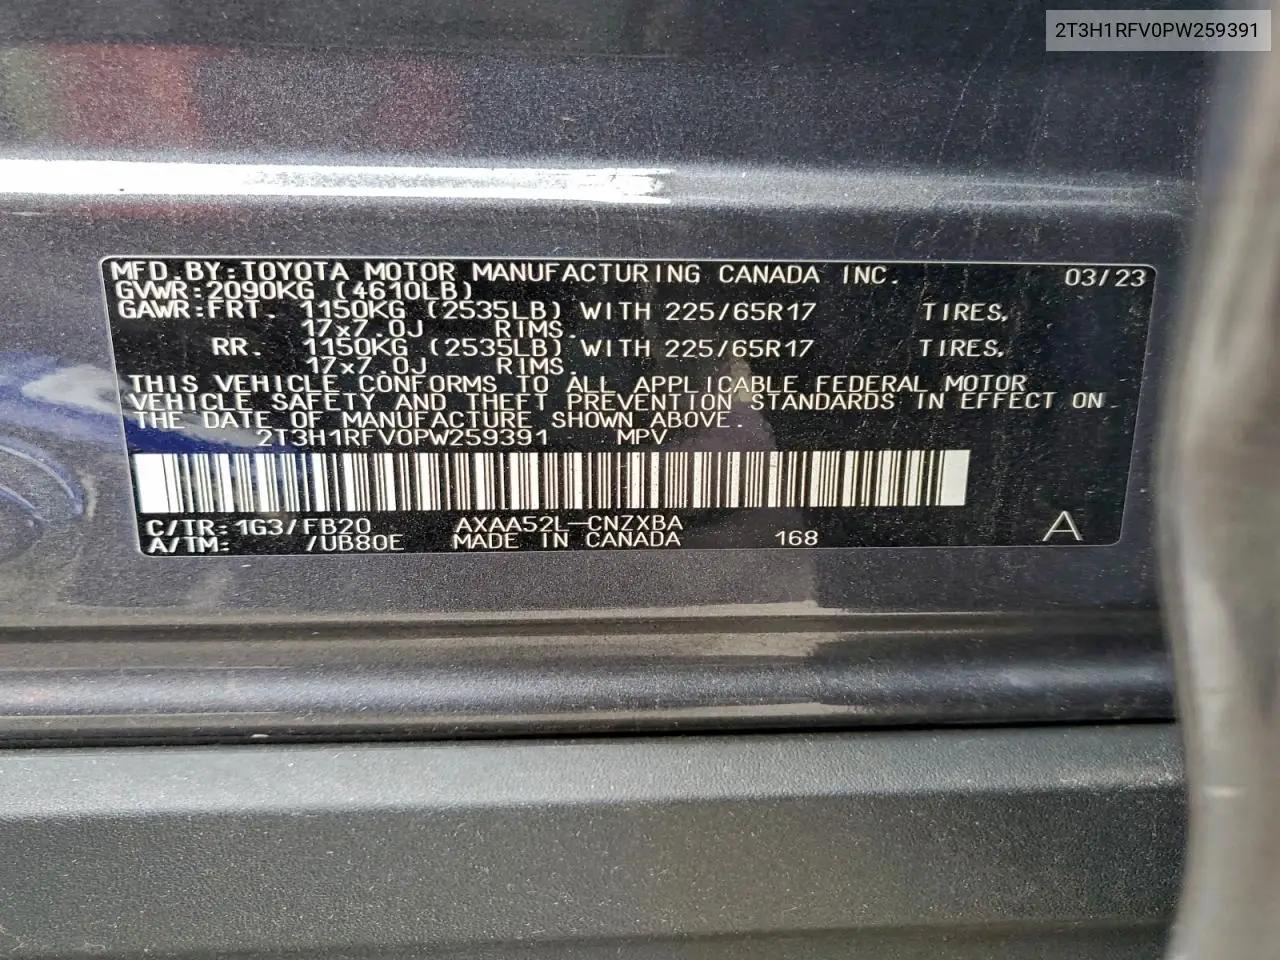 2T3H1RFV0PW259391
MFD.BY:TOYOTA MOTOR MANUFACTURING CANADA INC. 03/23
GVWR:2090KG (4610LB)
GAWR:FRT. 1150KG (2535LB) WITH 225/65R17 TIRES,
17x7.0J RIMS.
RR. 1150KG (2535LB) WITH 225/65R17 TIRES,
17x7.0J RIMS.
THIS VEHICLE CONFORMS TO ALL APPLICABLE FEDERAL MOTOR
VEHICLE SAFETY AND THEFT PREVENTION STANDARDS IN EFFECT ON
THE DATE OF MANUFACTURE SHOWN ABOVE.
2T3H1RFV0PW259391 MPV
C/TR: 1G3/FB20 AXAA52L-CNZXBA
A/TM: /UB80E MADE IN CANADA 168 A